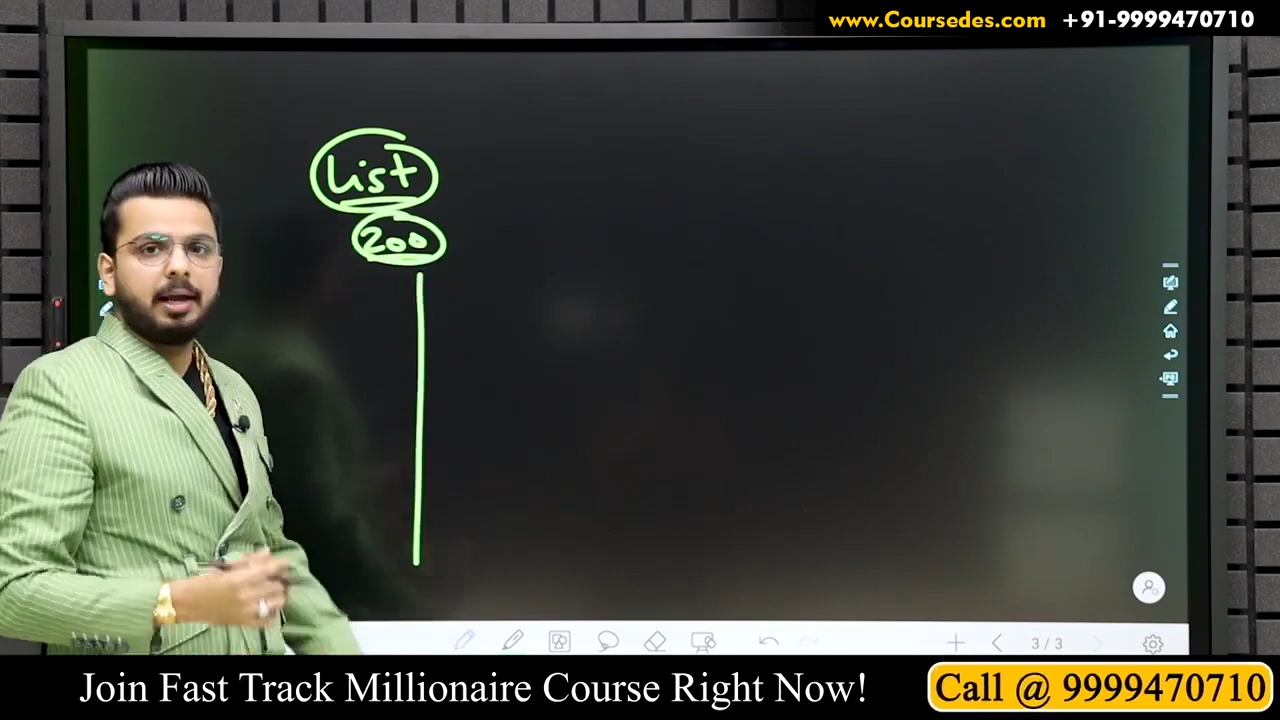 www.Coursedes.com +91-9999470710
List
200
3/3
Join Fast Track Millionaire Course Right Now!
Call @ 9999470710